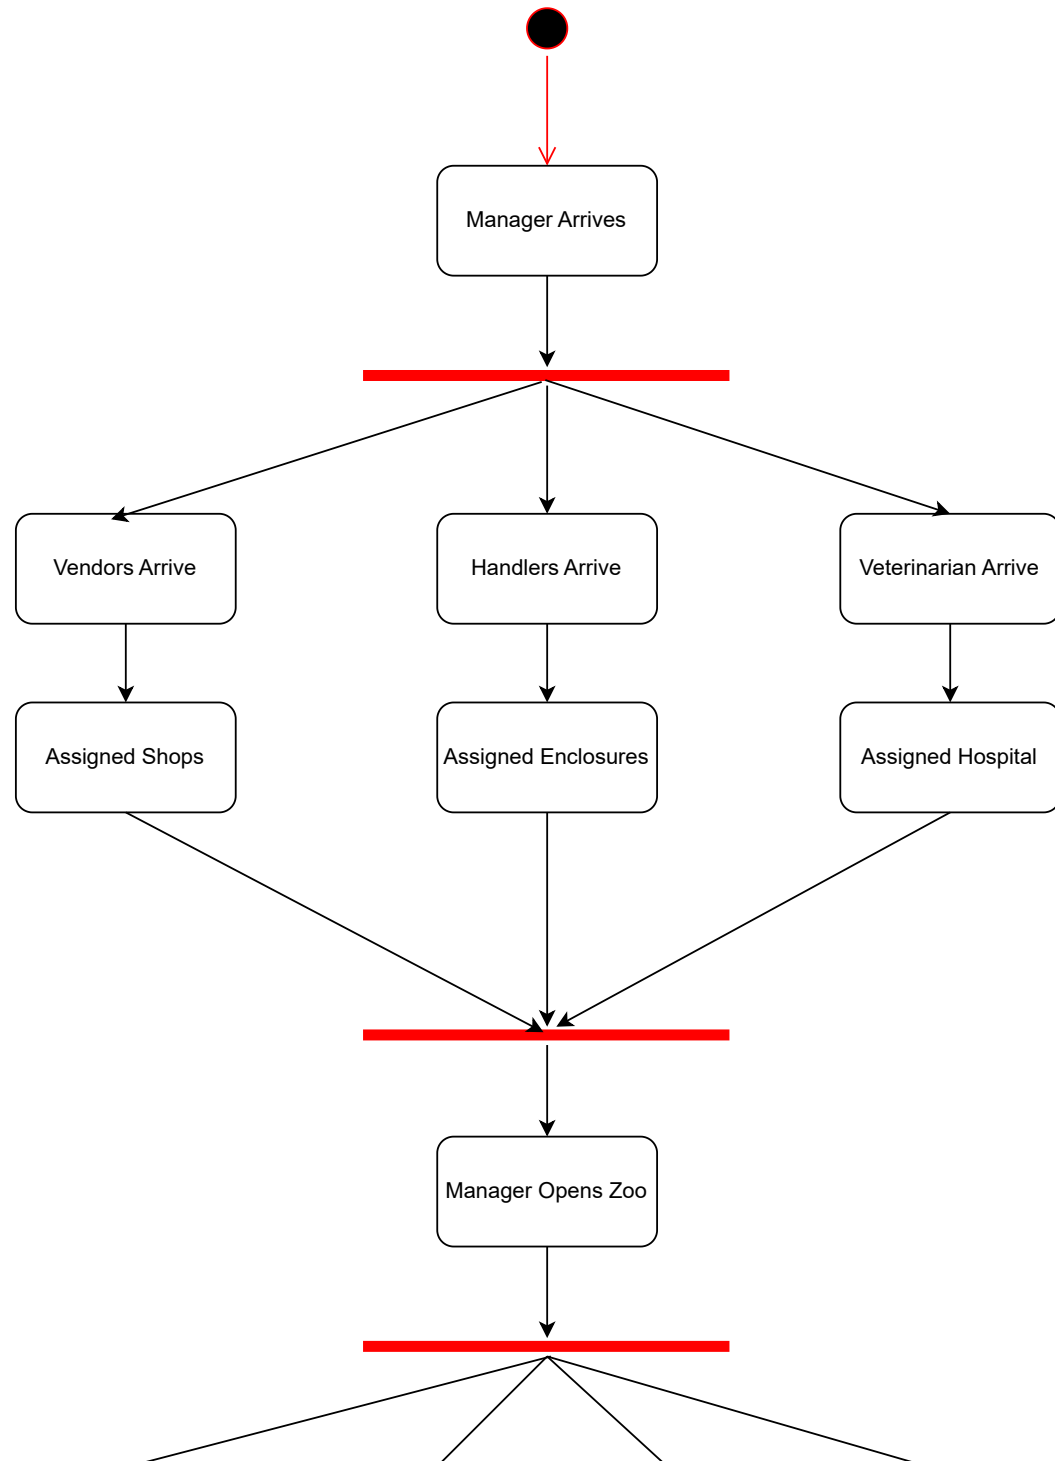 Manager Arrives
Vendors Arrive
Handlers Arrive
Veterinarian Arrive
Assigned Shops
Assigned Enclosures
Assigned Hospital
Manager Opens Zoo